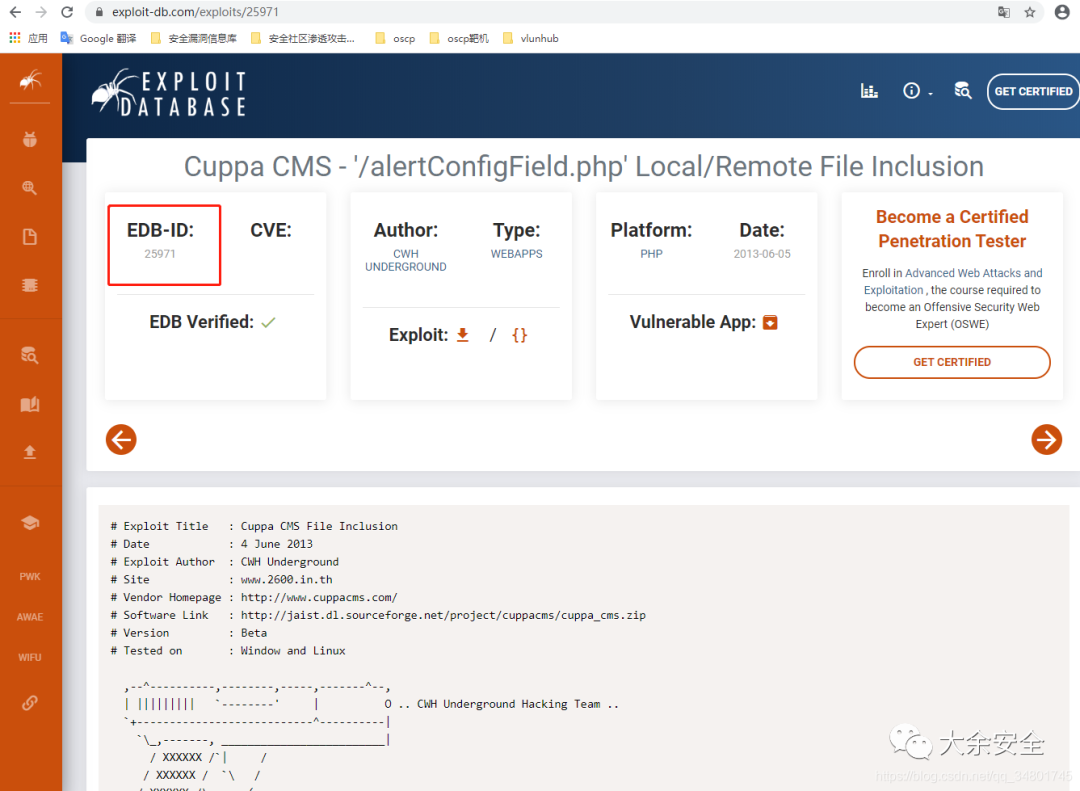 exploit-db.com/exploits/25971
应用 Google 翻译 安全漏洞信息库 安全社区渗透攻击... oscp oscp靶机 vlunhub
EXPLOIT
DATABASE
GET CERTIFIED
Cuppa CMS - '/alertConfigField.php' Local/Remote File Inclusion
EDB-ID:
25971
CVE:
EDB Verified:
Author:
CWH
UNDERGROUND
Type:
WEBAPPS
Exploit: / {}
Platform:
PHP
Date:
2013-06-05
Vulnerable App:
Become a Certified
Penetration Tester
Enroll in Advanced Web Attacks and
Exploitation , the course required to
become an Offensive Security Web
Expert (OSWE)
GET CERTIFIED
PWK
AWAE
WIFU
# Exploit Title   : Cuppa CMS File Inclusion
# Date            : 4 June 2013
# Exploit Author  : CWH Underground
# Site            : www.2600.in.th
# Vendor Homepage : http://www.cuppacms.com/
# Software Link   : http://jaist.dl.sourceforge.net/project/cuppacms/cuppa_cms.zip
# Version         : Beta
# Tested on       : Window and Linux
  ,--^----------,--------,-----,-------^--,
  | |||||||||   `--------'     |          O .. CWH Underground Hacking Team ..
  `+---------------------------^----------|
    `\_,-------, _________________________|
      / XXXXXX /`|     /
     / XXXXXX /  `\   /
大余安全
https://blog.csdn.net/qq_34801745